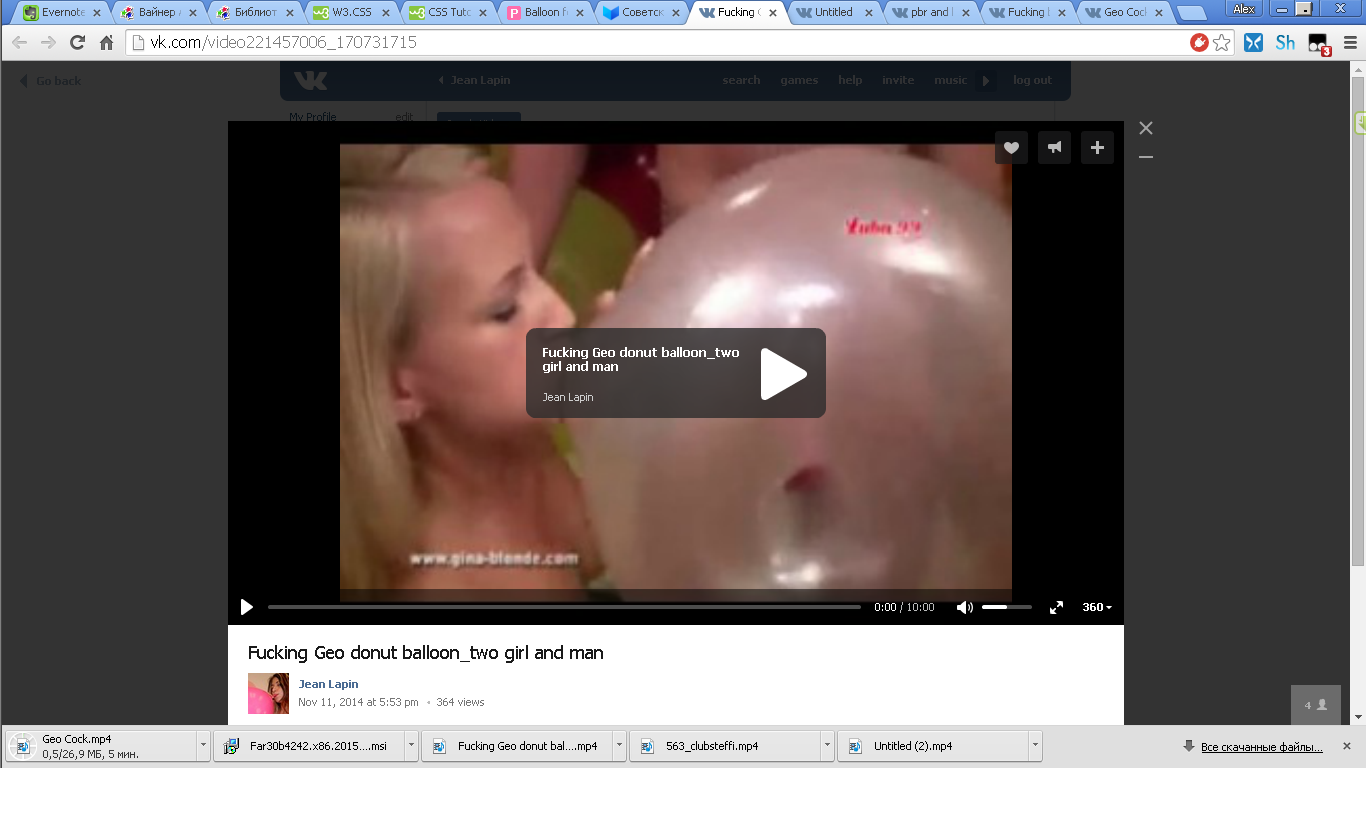 Evernote
Вайнер
Библиот
W3.CSS
CSS Tuto
Balloon F
Советск
Fucking
Untitled
pbr and
Fucking
Geo Coc
Alex
vk.com/video221457006_170731715
Sh
3
Go back
Jean Lapin
search
games
help
invite
music
log out
My Profile
edit
www.gina-blonde.com
Fucking Geo donut balloon_two
girl and man
Jean Lapin
0:00 / 10:00
360
Fucking Geo donut balloon_two girl and man
Jean Lapin
Nov 11, 2014 at 5:53 pm • 364 views
4
Geo Cock.mp4
0,5/26,9 МБ, 5 мин.
Far30b4242.x86.2015....msi
Fucking Geo donut bal....mp4
563_clubsteffi.mp4
Untitled (2).mp4
Все скачанные файлы...